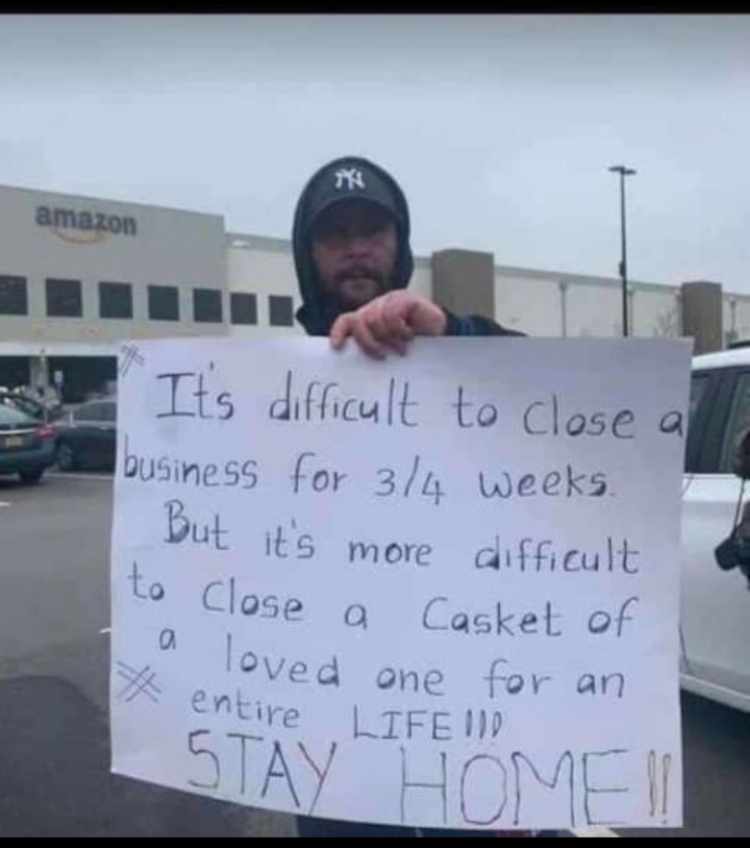 amazon
NY
It's difficult to close a
business for 3/4 weeks.
But it's more difficult
to Close a Casket of
a loved one for an
entire LIFE!!!
STAY HOME!!